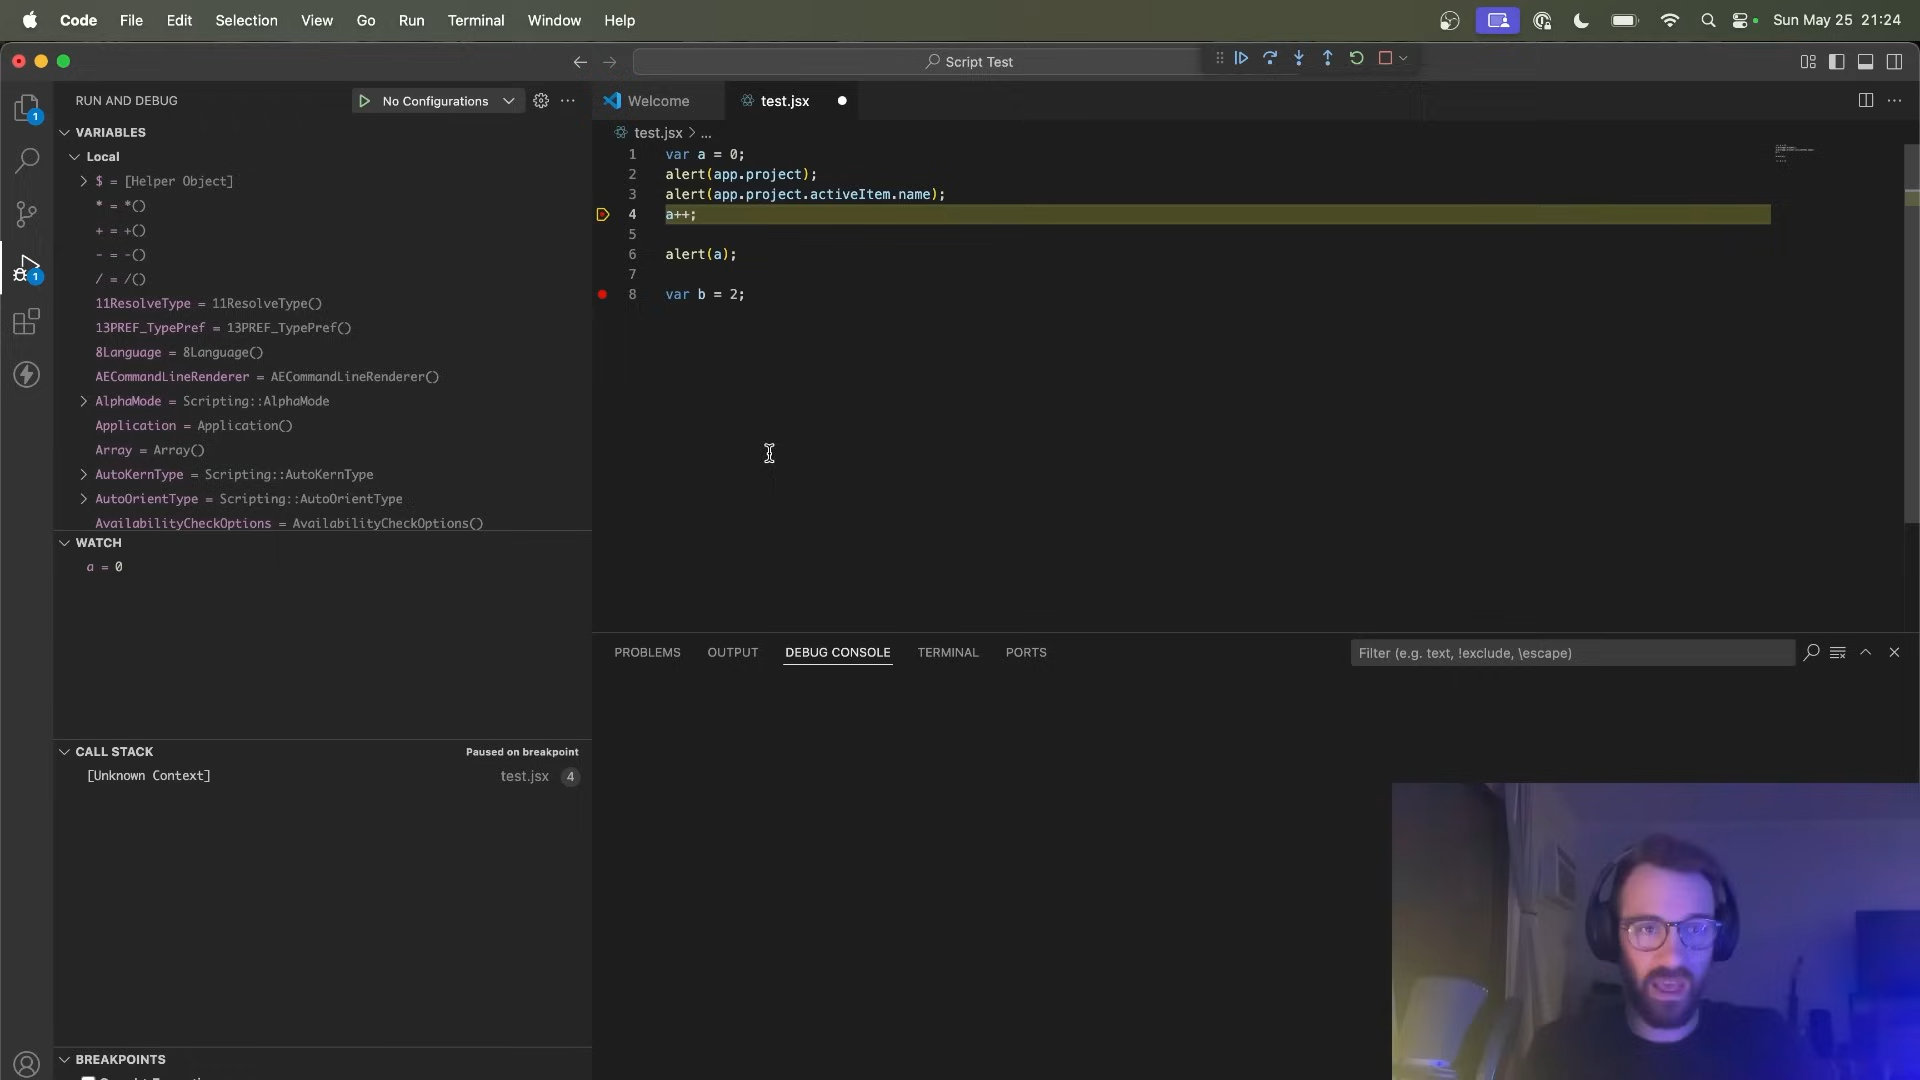 Code File Edit Selection View Go Run Terminal Window Help Sun May 25 21:24
Script Test
RUN AND DEBUG No Configurations Welcome test.jsx
VARIABLES test.jsx > ...
Local
$ = [Helper Object]
* = *()
+ = +()
- = -()
/ = /()
11ResolveType = 11ResolveType()
13PREF_TypePref = 13PREF_TypePref()
8Language = 8Language()
AECommandLineRenderer = AECommandLineRenderer()
AlphaMode = Scripting::AlphaMode
Application = Application()
Array = Array()
AutoKernType = Scripting::AutoKernType
AutoOrientType = Scripting::AutoOrientType
AvailabilityCheckOptions = AvailabilityCheckOptions()
WATCH
a = 0
CALL STACK Paused on breakpoint
[Unknown Context] test.jsx 4
BREAKPOINTS
1
1
1 var a = 0;
2 alert(app.project);
3 alert(app.project.activeItem.name);
4 a++;
5
6 alert(a);
7
8 var b = 2;
PROBLEMS OUTPUT DEBUG CONSOLE TERMINAL PORTS Filter (e.g. text, !exclude, \escape)